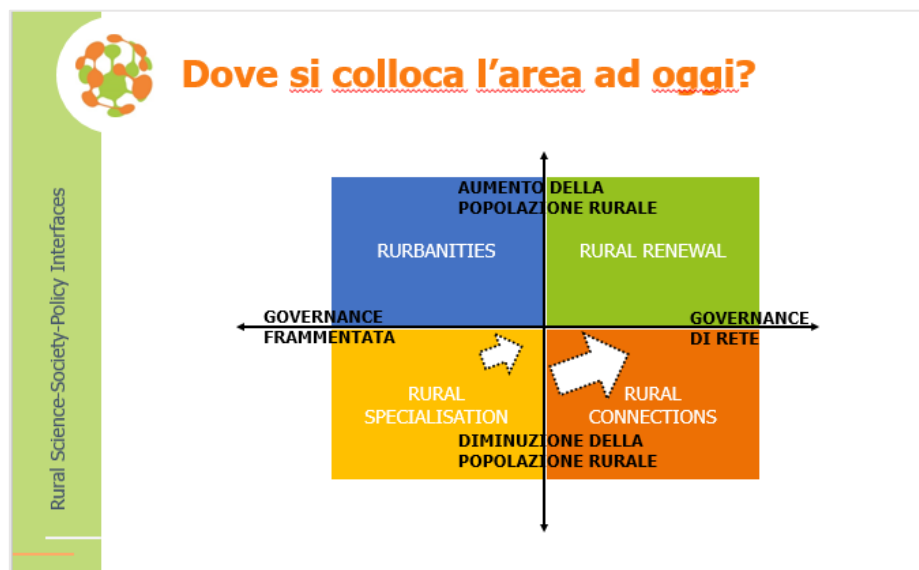 Dove si colloca l'area ad oggi?
Rural Science-Society-Policy Interfaces
AUMENTO DELLA
POPOLAZIONE RURALE
RURBANITIES
RURAL RENEWAL
GOVERNANCE
FRAMMENTATA
GOVERNANCE
DI RETE
RURAL
SPECIALISATION
RURAL
CONNECTIONS
DIMINUZIONE DELLA
POPOLAZIONE RURALE